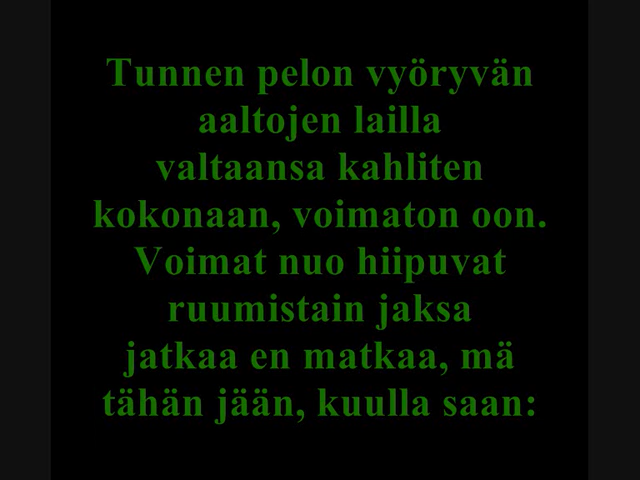 Tunnen pelon vyöryvän
aaltojen lailla
valtaansa kahliten
kokonaan, voimaton oon.
Voimat nuo hiipuvat
ruumistain jaksa
jatkaa en matkaa, mä
tähän jään, kuulla saan: